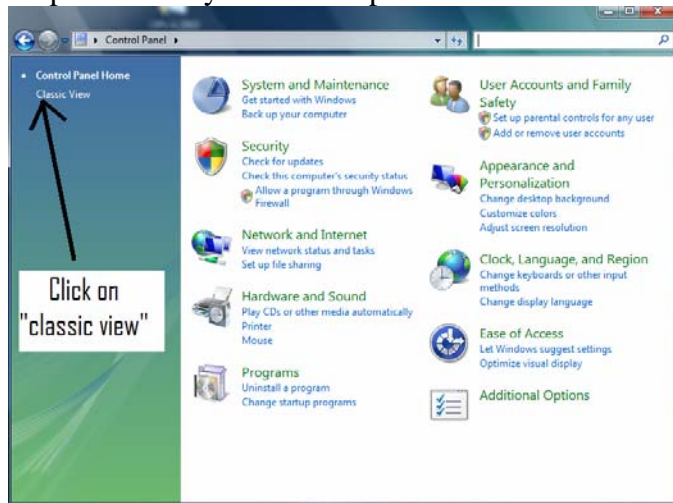 Control Panel
Control Panel Home
Classic View
Click on
"classic view"
System and Maintenance
Get started with Windows
Back up your computer
Security
Check for updates
Check this computer's security status
Allow a program through Windows
Firewall
Network and Internet
View network status and tasks
Set up file sharing
Hardware and Sound
Play CDs or other media automatically
Printer
Mouse
Programs
Uninstall a program
Change startup programs
User Accounts and Family
Safety
Set up parental controls for any user
Add or remove user accounts
Appearance and
Personalization
Change desktop background
Customize colors
Adjust screen resolution
Clock, Language, and Region
Change keyboards or other input
methods
Change display language
Ease of Access
Let Windows suggest settings
Optimize visual display
Additional Options